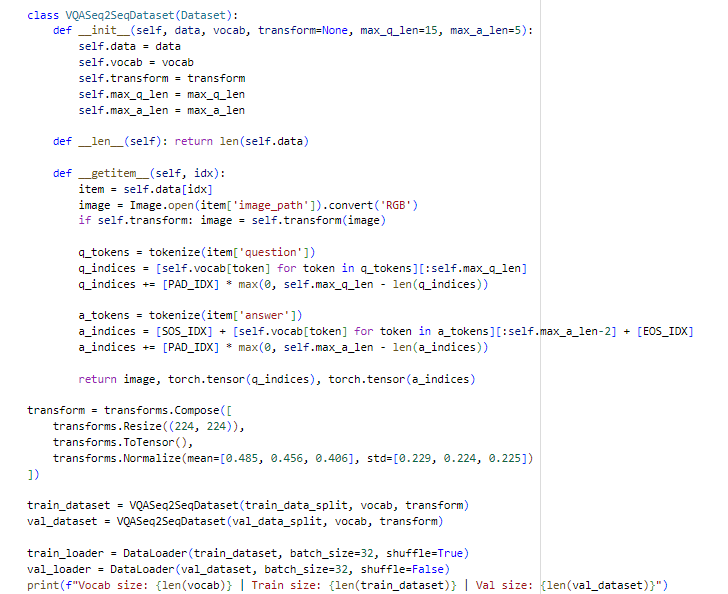 class VQASeq2SeqDataset(Dataset):
    def __init__(self, data, vocab, transform=None, max_q_len=15, max_a_len=5):
        self.data = data
        self.vocab = vocab
        self.transform = transform
        self.max_q_len = max_q_len
        self.max_a_len = max_a_len

    def __len__(self): return len(self.data)

    def __getitem__(self, idx):
        item = self.data[idx]
        image = Image.open(item['image_path']).convert('RGB')
        if self.transform: image = self.transform(image)

        q_tokens = tokenize(item['question'])
        q_indices = [self.vocab[token] for token in q_tokens][:self.max_q_len]
        q_indices += [PAD_IDX] * max(0, self.max_q_len - len(q_indices))

        a_tokens = tokenize(item['answer'])
        a_indices = [SOS_IDX] + [self.vocab[token] for token in a_tokens][:self.max_a_len-2] + [EOS_IDX]
        a_indices += [PAD_IDX] * max(0, self.max_a_len - len(a_indices))

        return image, torch.tensor(q_indices), torch.tensor(a_indices)

transform = transforms.Compose([
    transforms.Resize((224, 224)),
    transforms.ToTensor(),
    transforms.Normalize(mean=[0.485, 0.456, 0.406], std=[0.229, 0.224, 0.225])
])

train_dataset = VQASeq2SeqDataset(train_data_split, vocab, transform)
val_dataset = VQASeq2SeqDataset(val_data_split, vocab, transform)

train_loader = DataLoader(train_dataset, batch_size=32, shuffle=True)
val_loader = DataLoader(val_dataset, batch_size=32, shuffle=False)
print(f"Vocab size: {len(vocab)} | Train size: {len(train_dataset)} | Val size: {len(val_dataset)}")